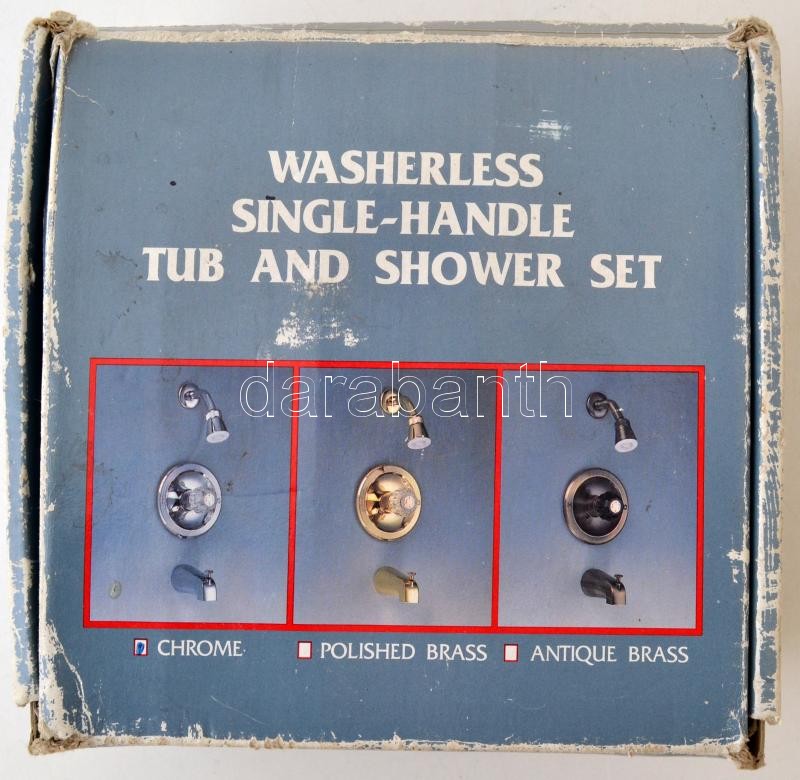 WASHERLESS
SINGLE-HANDLE
TUB AND SHOWER SET
darabanth
CHROME
POLISHED BRASS
ANTIQUE BRASS